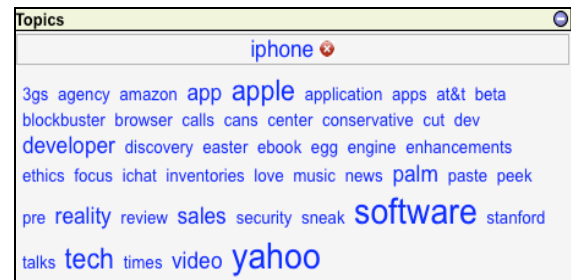 Topics
iphone
3gs agency amazon app apple application apps at&t beta
blockbuster browser calls cans center conservative cut dev
developer discovery easter ebook egg engine enhancements
ethics focus ichat inventories love music news palm paste peek
pre reality review sales security sneak software stanford
talks tech times video yahoo